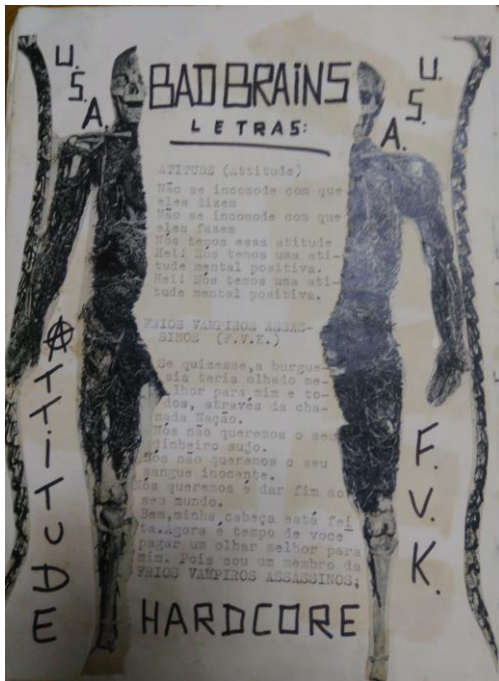 U.S.A.
BAD BRAINS
U.S.A.
LETRAS:
ATITUDE (Attitude)
Não se incomode com que
eles dizem
Não se incomode com que
eles fazem
Nós temos essa atitude
Hei! Nós temos uma ati-
tude mental positiva.
Hei! Nós temos uma ati-
tude mental positiva.
FRIOS VAMPIROS ASSAS-
SINOS (F.V.K.)
Se quizesse,a burgue-
sia teria olhado me-
lhor para mim e to-
dos, através da cha-
mada Nação.
Nós não queremos o seu
dinheiro sujo.
Nós não queremos o seu
sangue inocente.
Nós queremos é dar fim ao
seu mundo.
Bem,minha cabeça está fei
ta.Agora é tempo de voce
pagar um olhar melhor para
mim. Pois sou um membro da
FRIOS VAMPIROS ASSASSINOS;
ATTITUDE
F.V.K.
HARDCORE